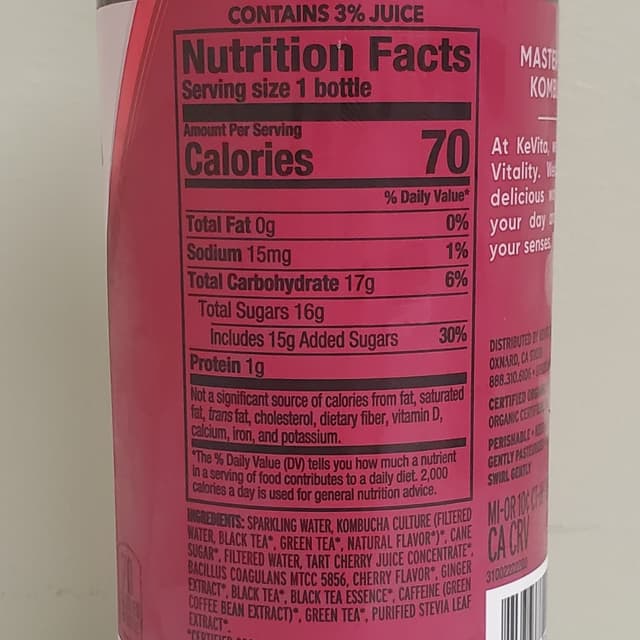 CONTAINS 3% JUICE
Nutrition Facts
Serving size 1 bottle
Amount Per Serving
Calories 70
% Daily Value*
Total Fat 0g 0%
Sodium 15mg 1%
Total Carbohydrate 17g 6%
Total Sugars 16g
Includes 15g Added Sugars 30%
Protein 1g
Not a significant source of calories from fat, saturated
fat, trans fat, cholesterol, dietary fiber, vitamin D,
calcium, iron, and potassium.
*The % Daily Value (DV) tells you how much a nutrient
in a serving of food contributes to a daily diet. 2,000
calories a day is used for general nutrition advice.
INGREDIENTS: SPARKLING WATER, KOMBUCHA CULTURE (FILTERED
WATER, BLACK TEA*, GREEN TEA*, NATURAL FLAVOR*)*, CANE
SUGAR*, FILTERED WATER, TART CHERRY JUICE CONCENTRATE*,
BACILLUS COAGULANS MTCC 5856, CHERRY FLAVOR*, GINGER
EXTRACT*, BLACK TEA*, BLACK TEA ESSENCE*, CAFFEINE (GREEN
COFFEE BEAN EXTRACT)*, GREEN TEA*, PURIFIED STEVIA LEAF
EXTRACT*
At KeVita,
Vitality.
delicious
your day
your senses.
DISTRIBUTED BY
OXNARD, CA
888.310.6106
CERTIFIED
ORGANIC
PERISHABLE
GENTLY
SWIRL GENTLY
MI-OR 10¢
CA CRV